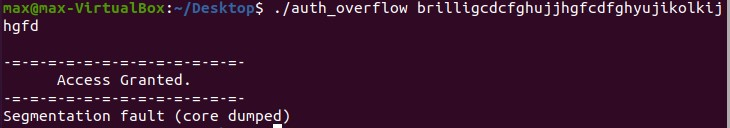 max@max-VirtualBox:~/Desktop$ ./auth_overflow brilligcdcfghujjhgfcdfghyujikolkij
hgfd
-=-=-=-=-=-=-=-=-=-=-=-=-=-
Access Granted.
-=-=-=-=-=-=-=-=-=-=-=-=-=-
Segmentation fault (core dumped)